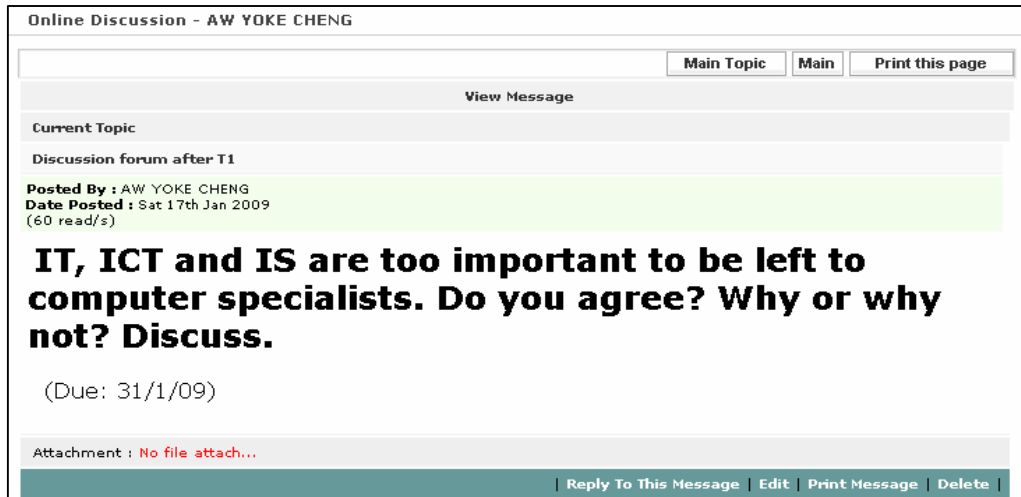 Online Discussion - AW YOKE CHENG
Main Topic Main Print this page
View Message
Current Topic
Discussion forum after T1
Posted By : AW YOKE CHENG
Date Posted : Sat 17th Jan 2009
(60 read/s)
IT, ICT and IS are too important to be left to
computer specialists. Do you agree? Why or why
not? Discuss.
(Due: 31/1/09)
Attachment : No file attach...
| Reply To This Message | Edit | Print Message | Delete |